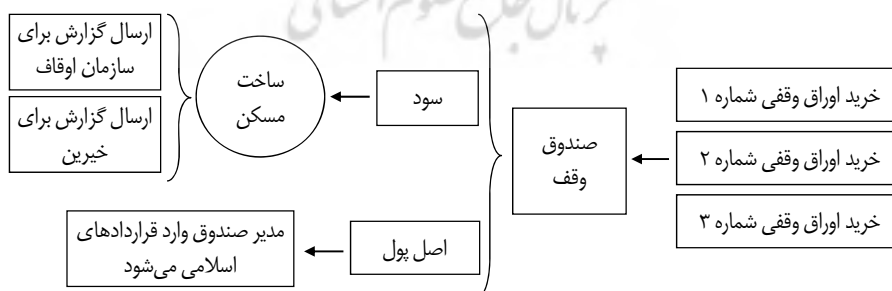 خرید اوراق وقفی شماره ۱
خرید اوراق وقفی شماره ۲
خرید اوراق وقفی شماره ۳
صندوق
وقف
سود
ساخت
مسکن
ارسال گزارش برای
سازمان اوقاف
ارسال گزارش برای
خیرین
اصل پول
مدیر صندوق وارد قراردادهای
اسلامی می‌شود